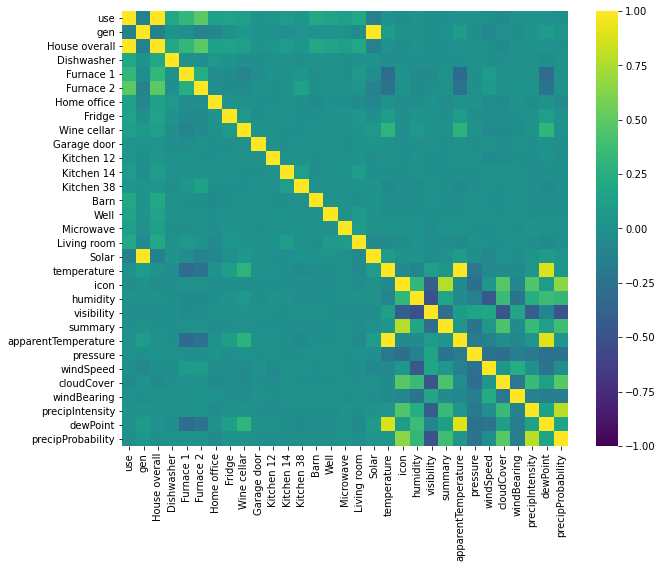 use
gen
House overall
Dishwasher
Furnace 1
Furnace 2
Home office
Fridge
Wine cellar
Garage door
Kitchen 12
Kitchen 14
Kitchen 38
Barn
Well
Microwave
Living room
Solar
temperature
icon
humidity
visibility
summary
apparentTemperature
pressure
windSpeed
cloudCover
windBearing
precipIntensity
dewPoint
precipProbability
use
gen
House overall
Dishwasher
Furnace 1
Furnace 2
Home office
Fridge
Wine cellar
Garage door
Kitchen 12
Kitchen 14
Kitchen 38
Barn
Well
Microwave
Living room
Solar
temperature
icon
humidity
visibility
summary
apparentTemperature
pressure
windSpeed
cloudCover
windBearing
precipIntensity
dewPoint
precipProbability
1.00
0.75
0.50
0.25
0.00
−0.25
−0.50
−0.75
−1.00